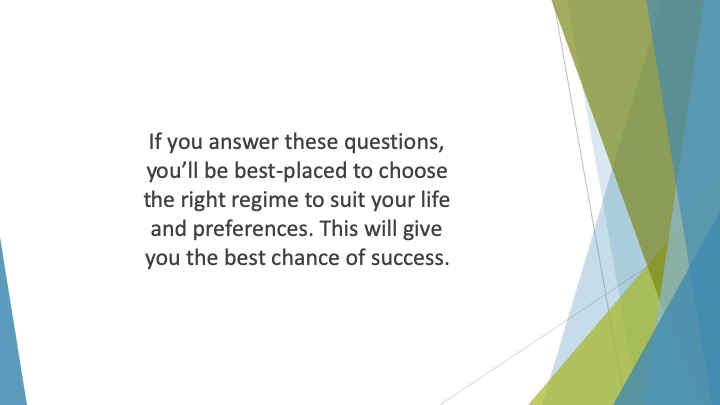 If you answer these questions,
you’ll be best-placed to choose
the right regime to suit your life
and preferences. This will give
you the best chance of success.